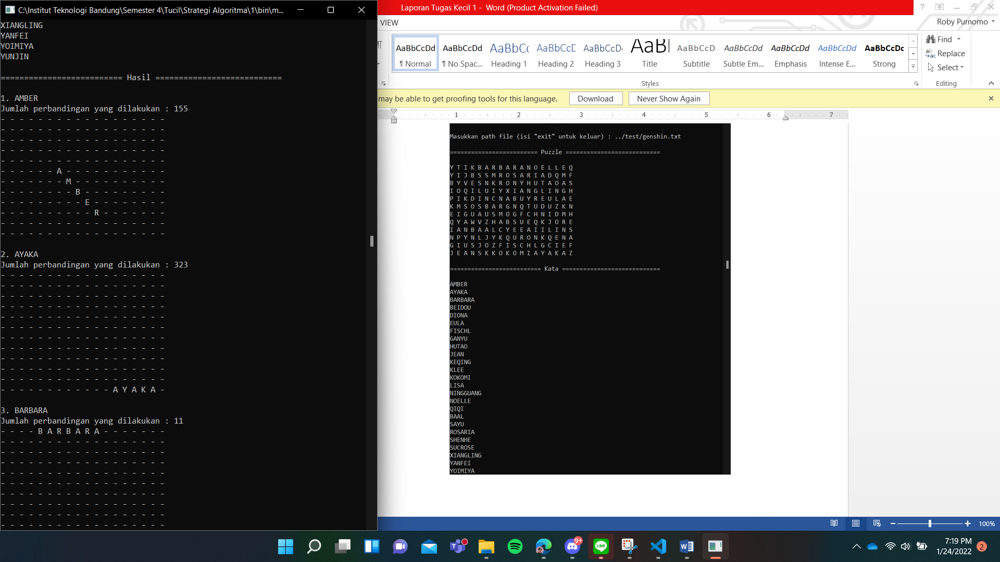 C:\Institut Teknologi Bandung\Semester 4\Tucil\Strategi Algoritma\1\bin\m...
XIANGLING
YANFEI
YOIMIYA
YUNJIN
========================== Hasil ===========================
1. AMBER
Jumlah perbandingan yang dilakukan : 155
- - - - - - - - - - - - - - - - - -
- - - - - - - - - - - - - - - - - -
- - - - - - - - - - - - - - - - - -
- - - - - - - - - - - - - - - - - -
- - - - - - - - - - - - - - - - - -
- - - - - - A - - - - - - - - - - -
- - - - - - - M - - - - - - - - - -
- - - - - - - - B - - - - - - - - -
- - - - - - - - - E - - - - - - - -
- - - - - - - - - - R - - - - - - -
- - - - - - - - - - - - - - - - - -
- - - - - - - - - - - - - - - - - -
2. AYAKA
Jumlah perbandingan yang dilakukan : 323
- - - - - - - - - - - - - - - - - -
- - - - - - - - - - - - - - - - - -
- - - - - - - - - - - - - - - - - -
- - - - - - - - - - - - - - - - - -
- - - - - - - - - - - - - - - - - -
- - - - - - - - - - - - - - - - - -
- - - - - - - - - - - - - - - - - -
- - - - - - - - - - - - - - - - - -
- - - - - - - - - - - - - - - - - -
- - - - - - - - - - - - - - - - - -
- - - - - - - - - - - - - - - - - -
- - - - - - - - - - - - A Y A K A -
3. BARBARA
Jumlah perbandingan yang dilakukan : 11
- - - - B A R B A R A - - - - - - -
- - - - - - - - - - - - - - - - - -
- - - - - - - - - - - - - - - - - -
- - - - - - - - - - - - - - - - - -
- - - - - - - - - - - - - - - - - -
- - - - - - - - - - - - - - - - - -
- - - - - - - - - - - - - - - - - -
- - - - - - - - - - - - - - - - - -
- - - - - - - - - - - - - - - - - -
- - - - - - - - - - - - - - - - - -
Laporan Tugas Kecil 1 - Word (Product Activation Failed)
VIEW
Roby Purnomo
AaBbCcDd AaBbCcDd AaBbCc AaBbCcD AaBbCcDd AaBl AaBbCcD AaBbCcDd AaBbCcDd AaBbCcDd AaBbCcDd
¶ Normal ¶ No Spac... Heading 1 Heading 2 Heading 3 Title Subtitle Subtle Em... Emphasis Intense E... Strong
Styles
Find
Replace
Select
Editing
may be able to get proofing tools for this language. Download Never Show Again
1 2 3 4 5 6 7
Masukkan path file (isi "exit" untuk keluar) : ../test/genshin.txt
========================= Puzzle ===========================
Y T I K B A R B A R A N O E L L E Q
Y I J B S S M R O S A R I A D Q M F
B Y V E S N K R O N Y H U T A O A S
I O Q I L U I Y X I A N G L I N G H
P I K D I N C N A B U Y R E U L A E
K M S O S B A R G N Q T U D U Z K N
E I G U A U S M O G F C H N I D M H
Q Y A W V Z H A B S U E Q K J O R E
I A N B A A L C Y E E A I I L I N S
N P Y N L J Y K Q U R O N K Q E N A
G I U S J O Z F I S C H L G C I E F
J E A N S K K O K O M I A Y A K A Z
========================== Kata ============================
AMBER
AYAKA
BARBARA
BEIDOU
DIONA
EULA
FISCHL
GANYU
HUTAO
JEAN
KEQING
KLEE
KOKOMI
LISA
NINGGUANG
NOELLE
QIQI
BAAL
SAYU
ROSARIA
SHENHE
SUCROSE
XIANGLING
YANFEI
YOIMIYA
100%
9+
7:19 PM
1/24/2022
2